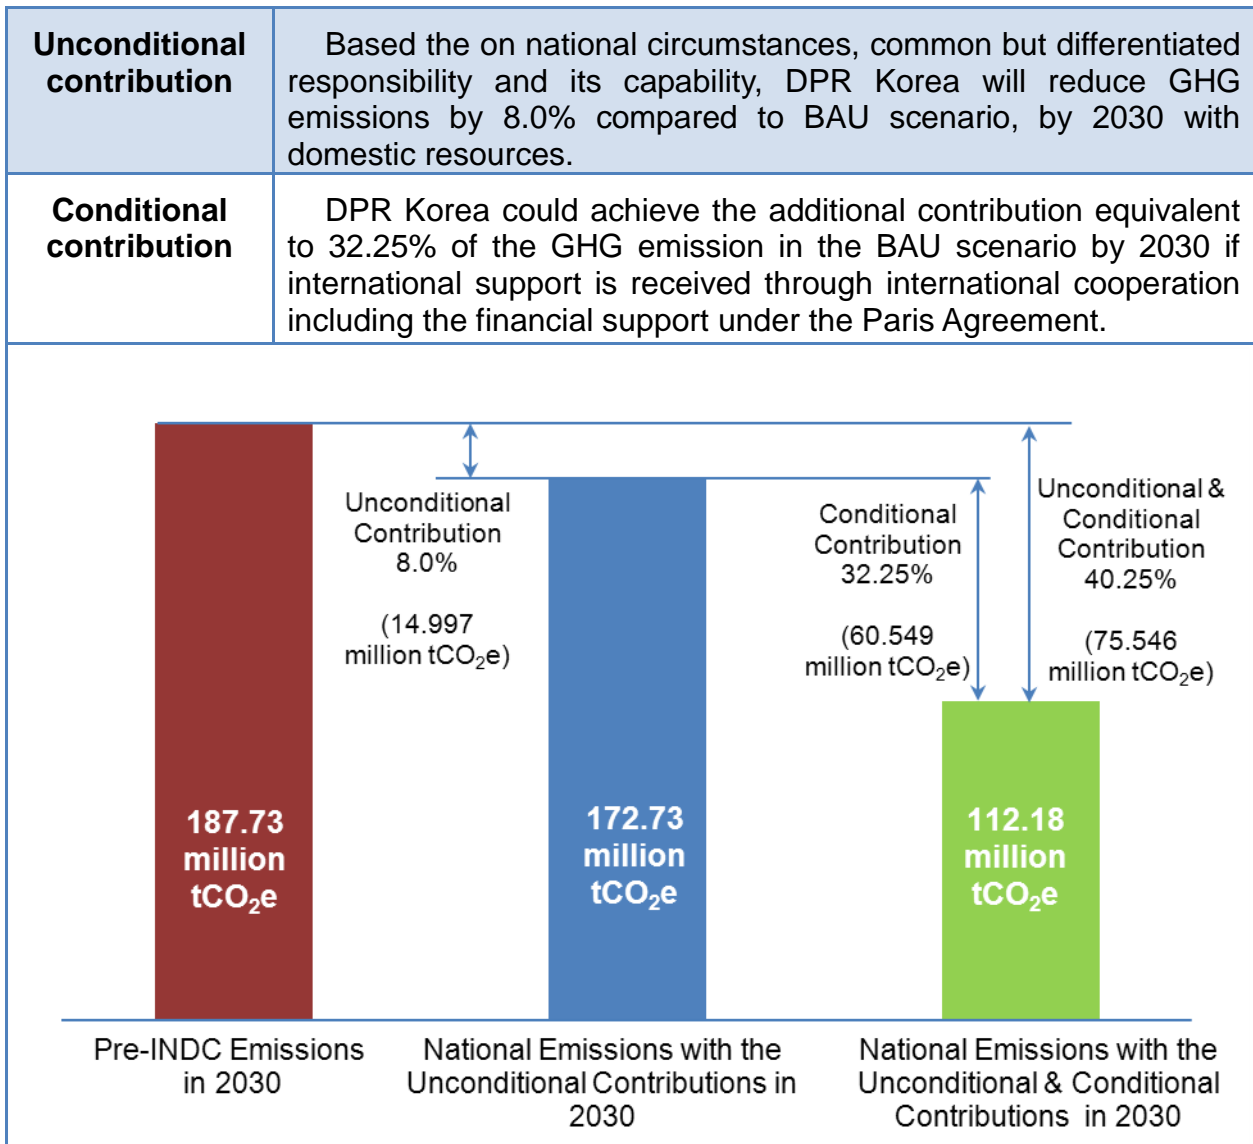 Unconditional
contribution
Based the on national circumstances, common but differentiated
responsibility and its capability, DPR Korea will reduce GHG
emissions by 8.0% compared to BAU scenario, by 2030 with
domestic resources.
Conditional
contribution
DPR Korea could achieve the additional contribution equivalent
to 32.25% of the GHG emission in the BAU scenario by 2030 if
international support is received through international cooperation
including the financial support under the Paris Agreement.
Unconditional
Contribution
8.0%
(14.997
million tCO₂e)
Conditional
Contribution
32.25%
(60.549
million tCO₂e)
Unconditional &
Conditional
Contribution
40.25%
(75.546
million tCO₂e)
187.73
million
tCO₂e
172.73
million
tCO₂e
112.18
million
tCO₂e
Pre-INDC Emissions
in 2030
National Emissions with the
Unconditional Contributions in
2030
National Emissions with the
Unconditional & Conditional
Contributions in 2030